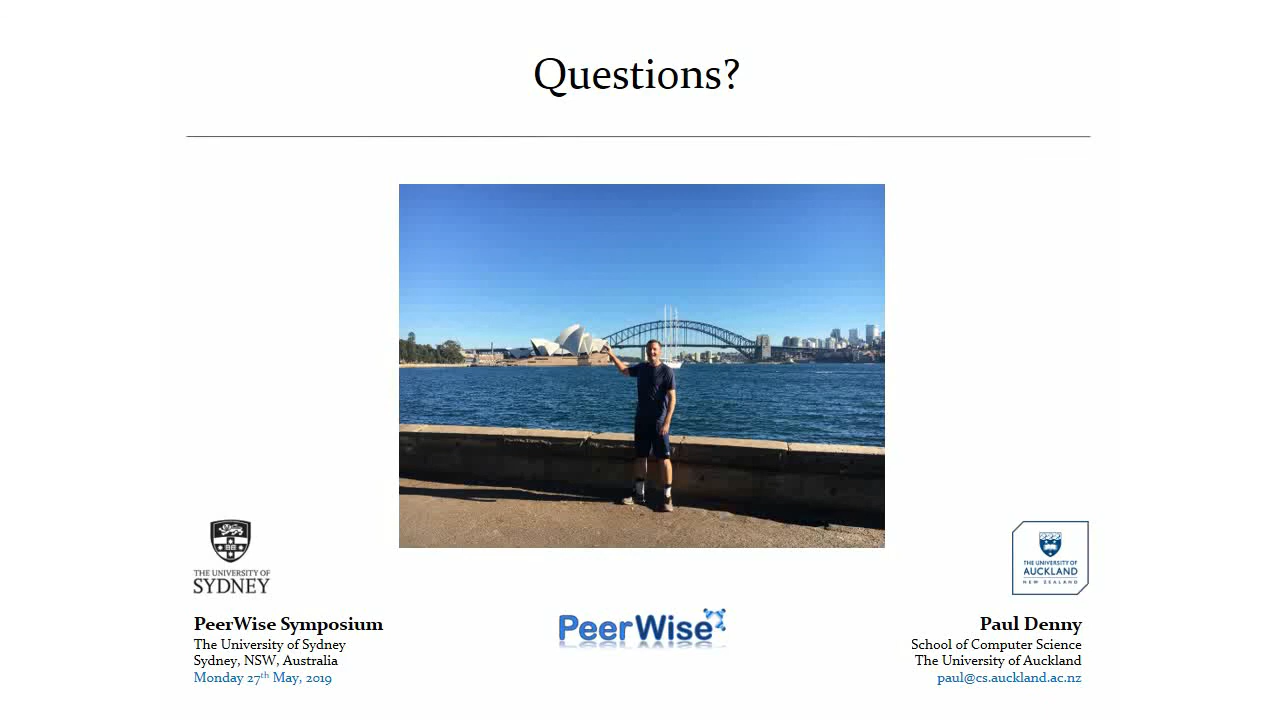 Questions?
THE UNIVERSITY OF
SYDNEY
THE UNIVERSITY OF
AUCKLAND
NEW ZEALAND
PeerWise Symposium
The University of Sydney
Sydney, NSW, Australia
Monday 27th May, 2019
PeerWise
Paul Denny
School of Computer Science
The University of Auckland
paul@cs.auckland.ac.nz